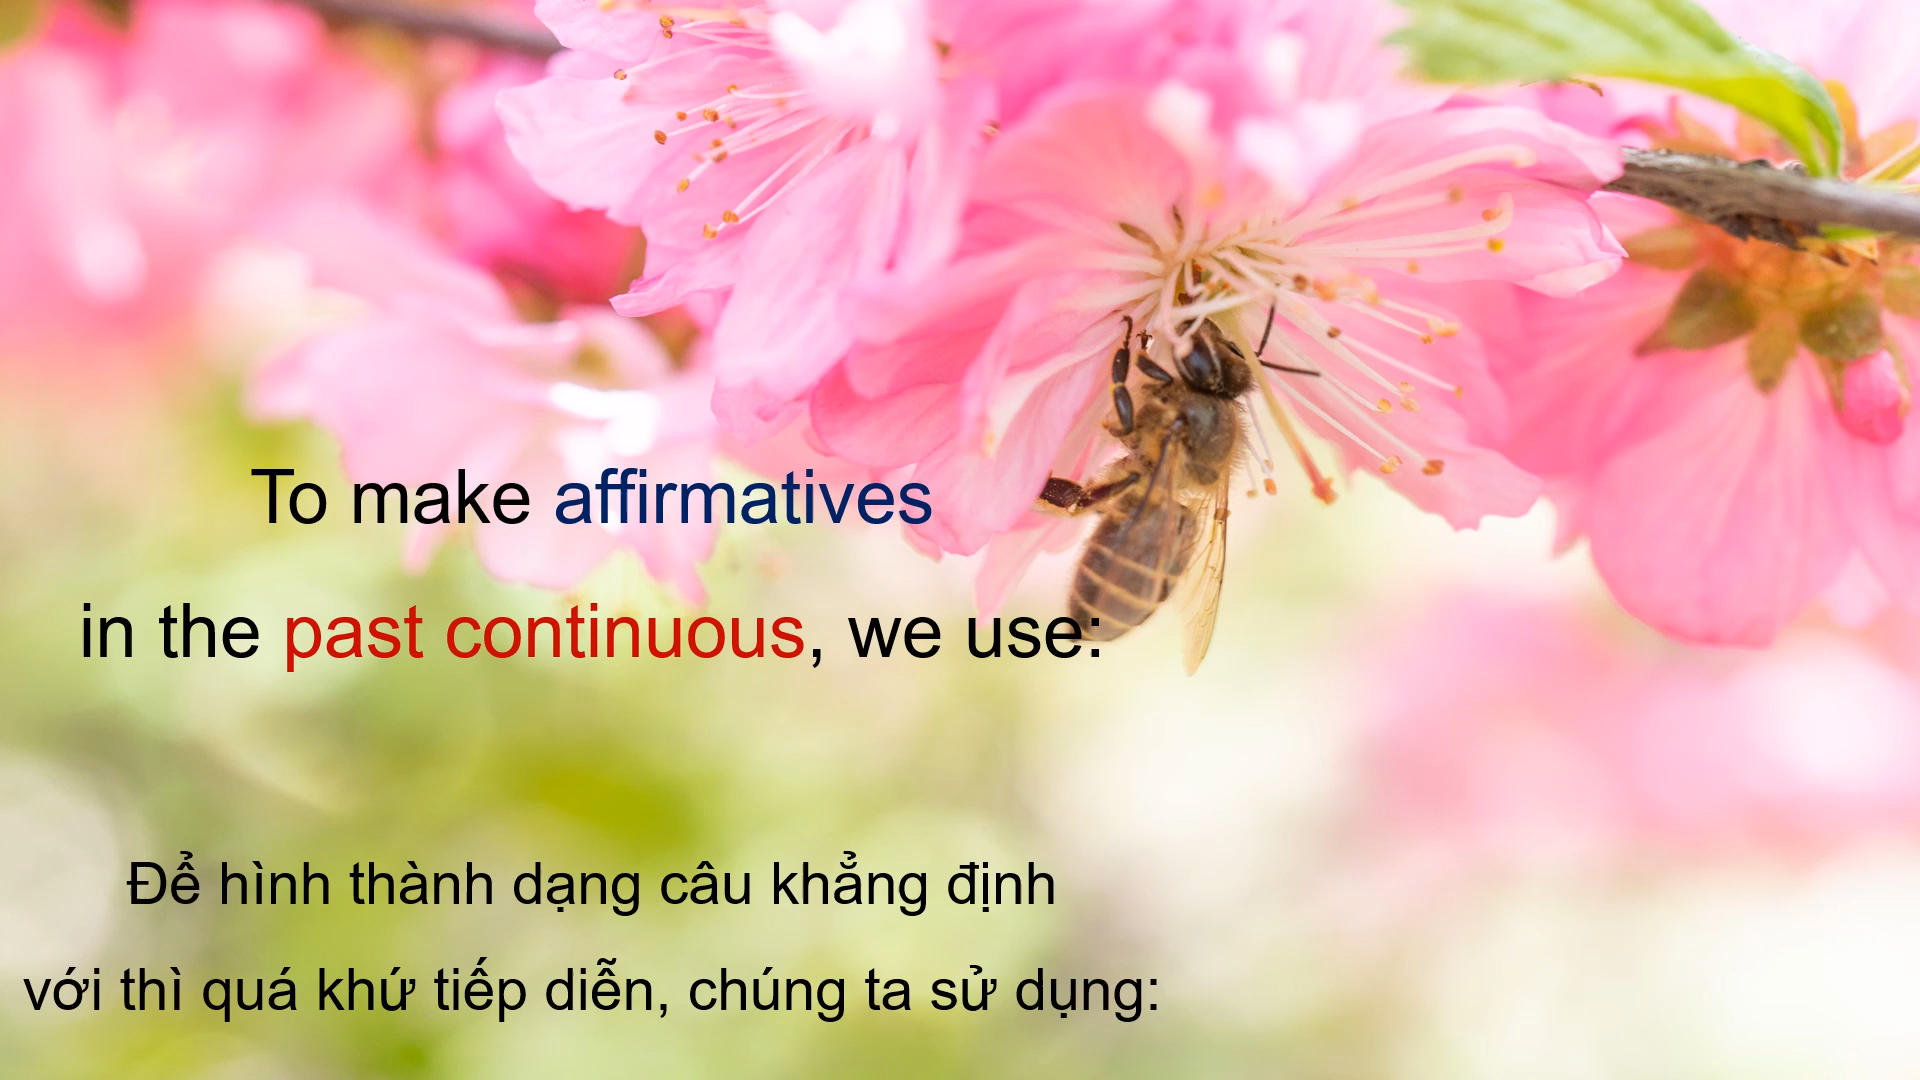 To make affirmatives
in the past continuous, we use:
Để hình thành dạng câu khẳng định
với thì quá khứ tiếp diễn, chúng ta sử dụng: